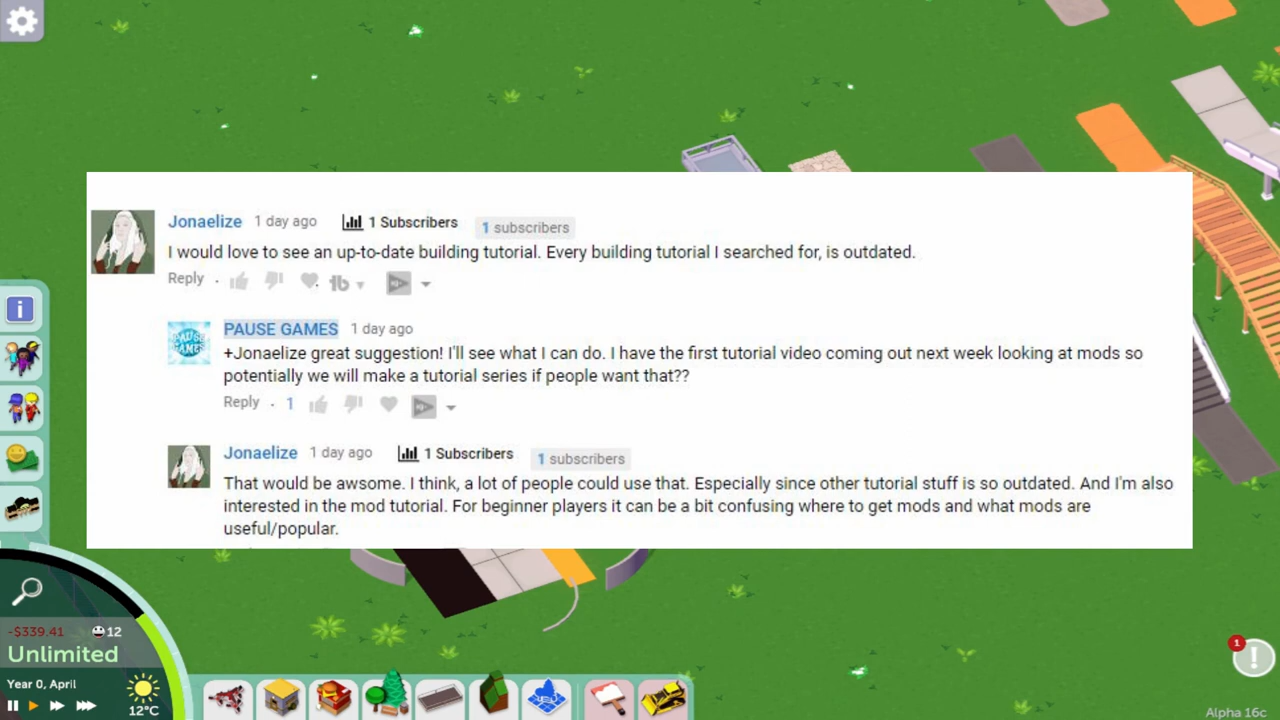 Jonaelize 1 day ago 1 Subscribers 1 subscribers
I would love to see an up-to-date building tutorial. Every building tutorial I searched for, is outdated.
Reply
PAUSE GAMES 1 day ago
+Jonaelize great suggestion! I'll see what I can do. I have the first tutorial video coming out next week looking at mods so
potentially we will make a tutorial series if people want that??
Reply 1
Jonaelize 1 day ago 1 Subscribers 1 subscribers
That would be awsome. I think, a lot of people could use that. Especially since other tutorial stuff is so outdated. And I'm also
interested in the mod tutorial. For beginner players it can be a bit confusing where to get mods and what mods are
useful/popular.
-$339.41 12
Unlimited
Year 0, April
12°C
1
Alpha 16c